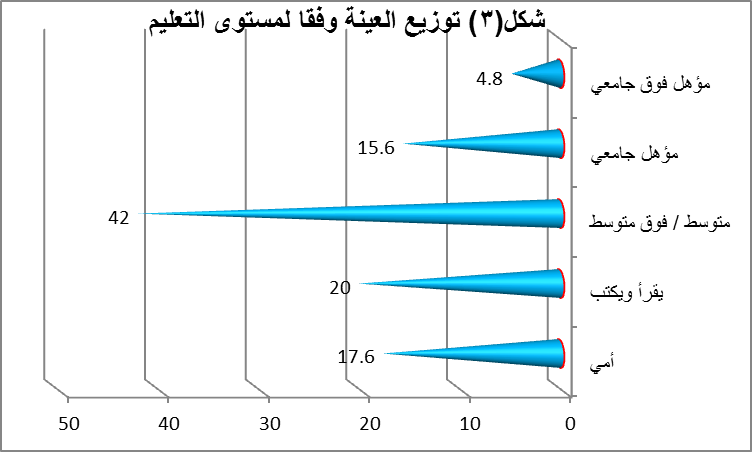 شكل(٣) توزيع العينة وفقا لمستوى التعليم
مؤهل فوق جامعي
4.8
مؤهل جامعي
15.6
متوسط / فوق متوسط
42
يقرأ ويكتب
20
أمي
17.6
0
10
20
30
40
50